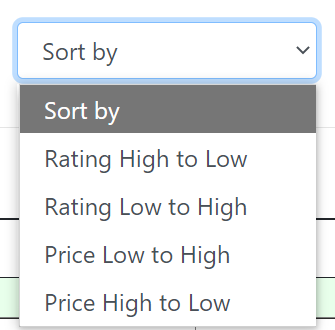 Sort by
Sort by
Rating High to Low
Rating Low to High
Price Low to High
Price High to Low